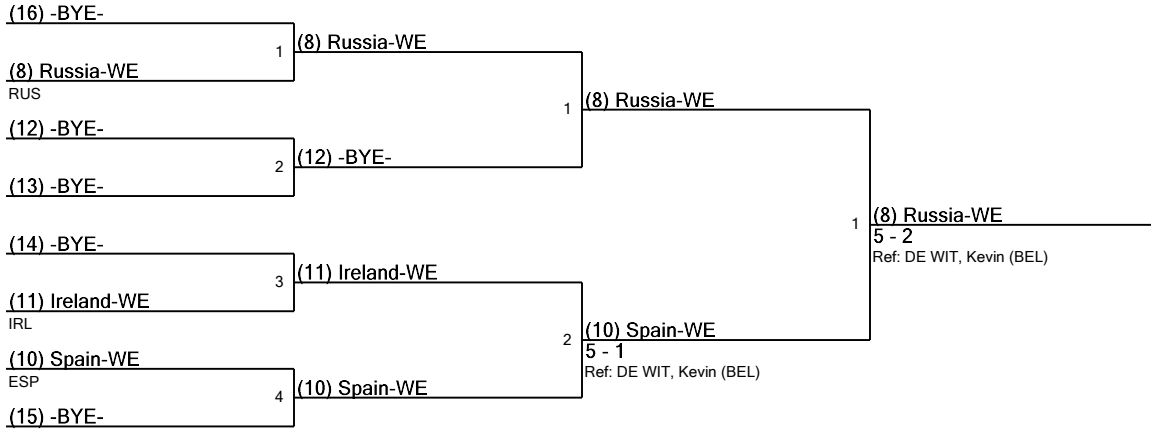 (16) -BYE-
1
(8) Russia-WE
(8) Russia-WE
RUS
1
(8) Russia-WE
(12) -BYE-
2
(12) -BYE-
(13) -BYE-
1
(8) Russia-WE
5 - 2
Ref: DE WIT, Kevin (BEL)
(14) -BYE-
3
(11) Ireland-WE
(11) Ireland-WE
IRL
2
(10) Spain-WE
5 - 1
Ref: DE WIT, Kevin (BEL)
(10) Spain-WE
ESP
4
(10) Spain-WE
(15) -BYE-